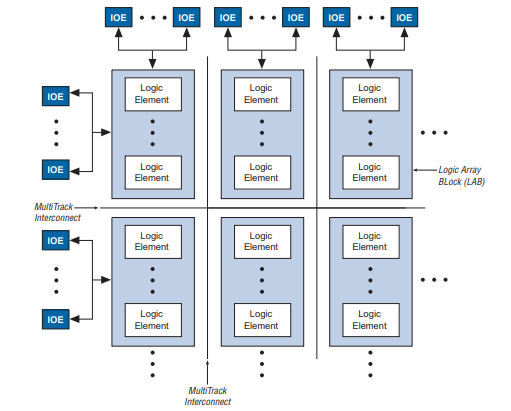 IOE IOE IOE IOE IOE IOE
Logic Element Logic Element Logic Element
IOE
Logic Element Logic Element Logic Element
IOE
Logic Array
BLock (LAB)
MultiTrack
Interconnect
IOE
Logic Element Logic Element Logic Element
IOE
Logic Element Logic Element Logic Element
MultiTrack
Interconnect